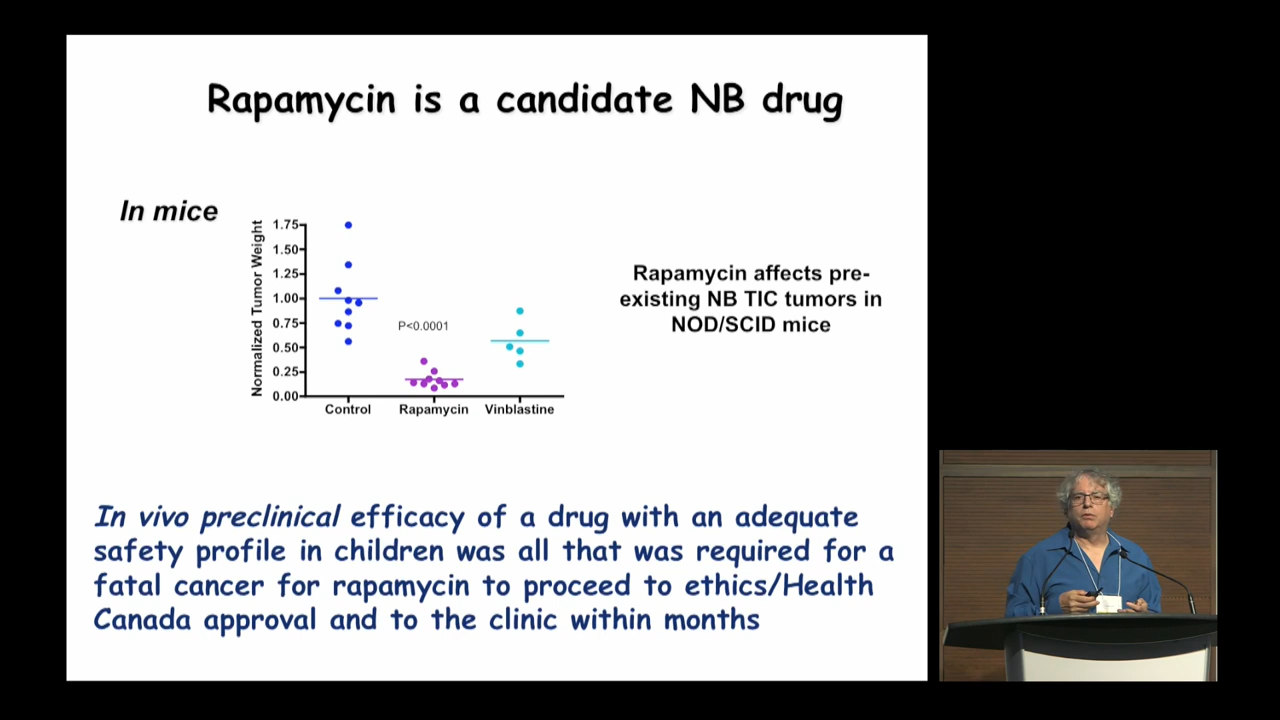 Rapamycin is a candidate NB drug
In mice
Normalized Tumor Weight
1.75
1.50
1.25
1.00
0.75
0.50
0.25
0.00
P<0.0001
Control Rapamycin Vinblastine
Rapamycin affects pre-
existing NB TIC tumors in
NOD/SCID mice
In vivo preclinical efficacy of a drug with an adequate
safety profile in children was all that was required for a
fatal cancer for rapamycin to proceed to ethics/Health
Canada approval and to the clinic within months